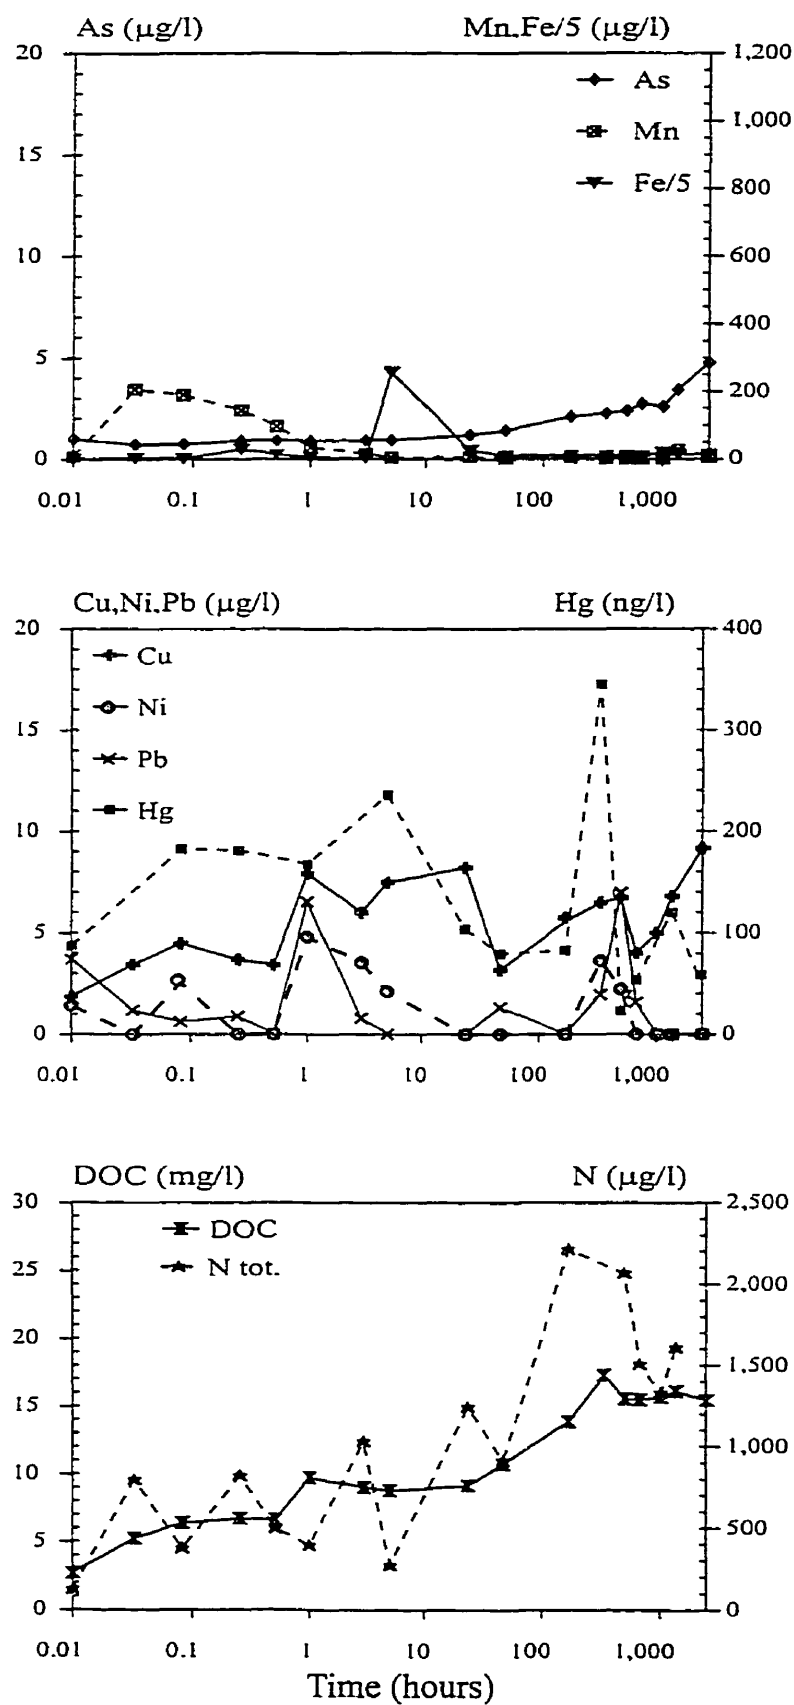 As (µg/l) Mn.Fe/5 (µg/l)
20 1,200
As
1,000
Mn
15
Fe/5
800
10 600
400
5
200
0 0
0.01 0.1 1 10 100 1,000
Cu,Ni.Pb (µg/l) Hg (ng/l)
20 400
Cu
Ni
15 300
Pb
Hg
10 200
5 100
0 0
0.01 0.1 1 10 100 1,000
DOC (mg/l) N (µg/l)
30 2,500
DOC
N tot.
25
2,000
20
1,500
15
1,000
10
5 500
0 0
0.01 0.1 1 10 100 1,000
Time (hours)